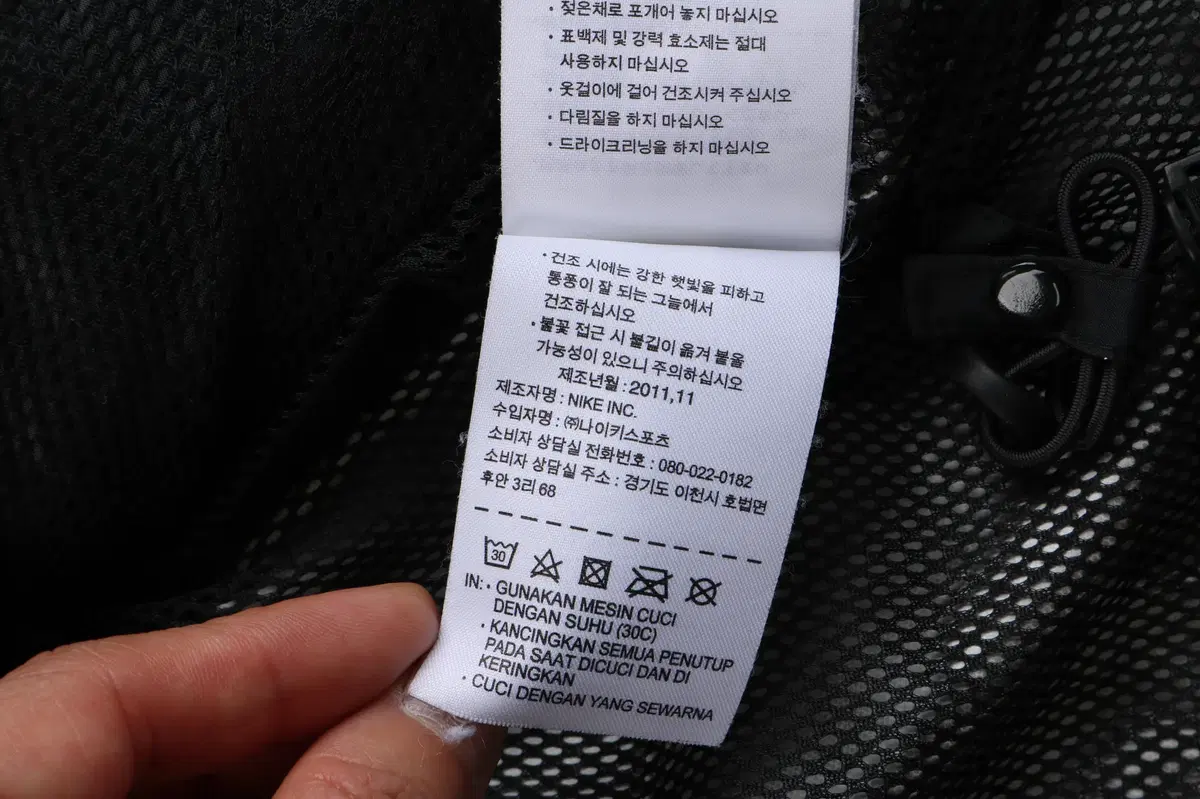 · 젖은채로 포개어 놓지 마십시오
· 표백제 및 강력 효소제는 절대
사용하지 마십시오
· 옷걸이에 걸어 건조시켜 주십시오
· 다림질을 하지 마십시오
· 드라이크리닝을 하지 마십시오
· 건조 시에는 강한 햇빛을 피하고
통풍이 잘 되는 그늘에서
건조하십시오
· 불꽃 접근 시 불길이 옮겨 붙을
가능성이 있으니 주의하십시오
제조년월 : 2011,11
제조자명 : NIKE INC.
수입자명 : ㈜나이키스포츠
소비자 상담실 전화번호 : 080-022-0182
소비자 상담실 주소 : 경기도 이천시 호법면
후안 3리 68
30
IN: · GUNAKAN MESIN CUCI
DENGAN SUHU (30C)
· KANCINGKAN SEMUA PENUTUP
PADA SAAT DICUCI DAN DI
KERINGKAN
· CUCI DENGAN YANG SEWARNA